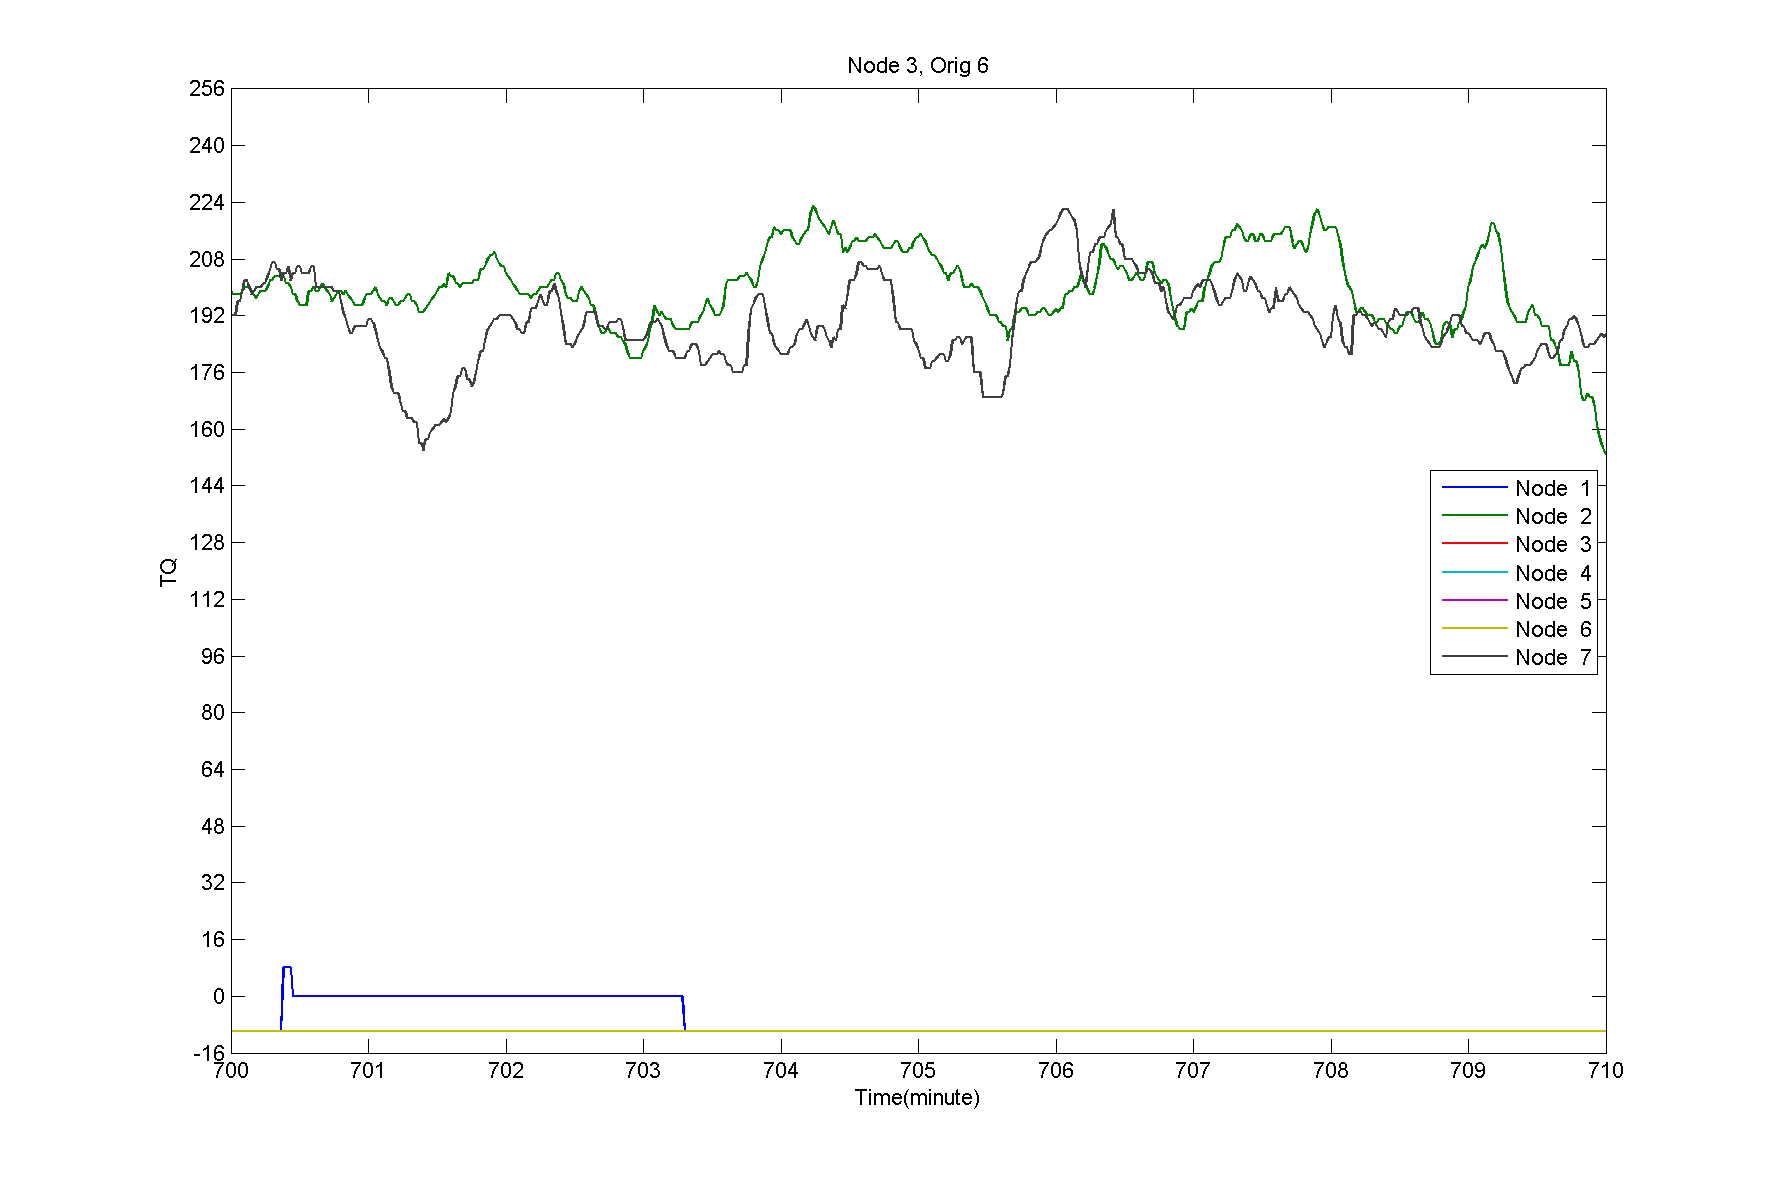 Node 3, Orig 6
256
240
224
208
192
176
160
144
128
112
96
80
64
48
32
16
0
-16
TQ
Node 1
Node 2
Node 3
Node 4
Node 5
Node 6
Node 7
700 701 702 703 704 705 706 707 708 709 710
Time(minute)